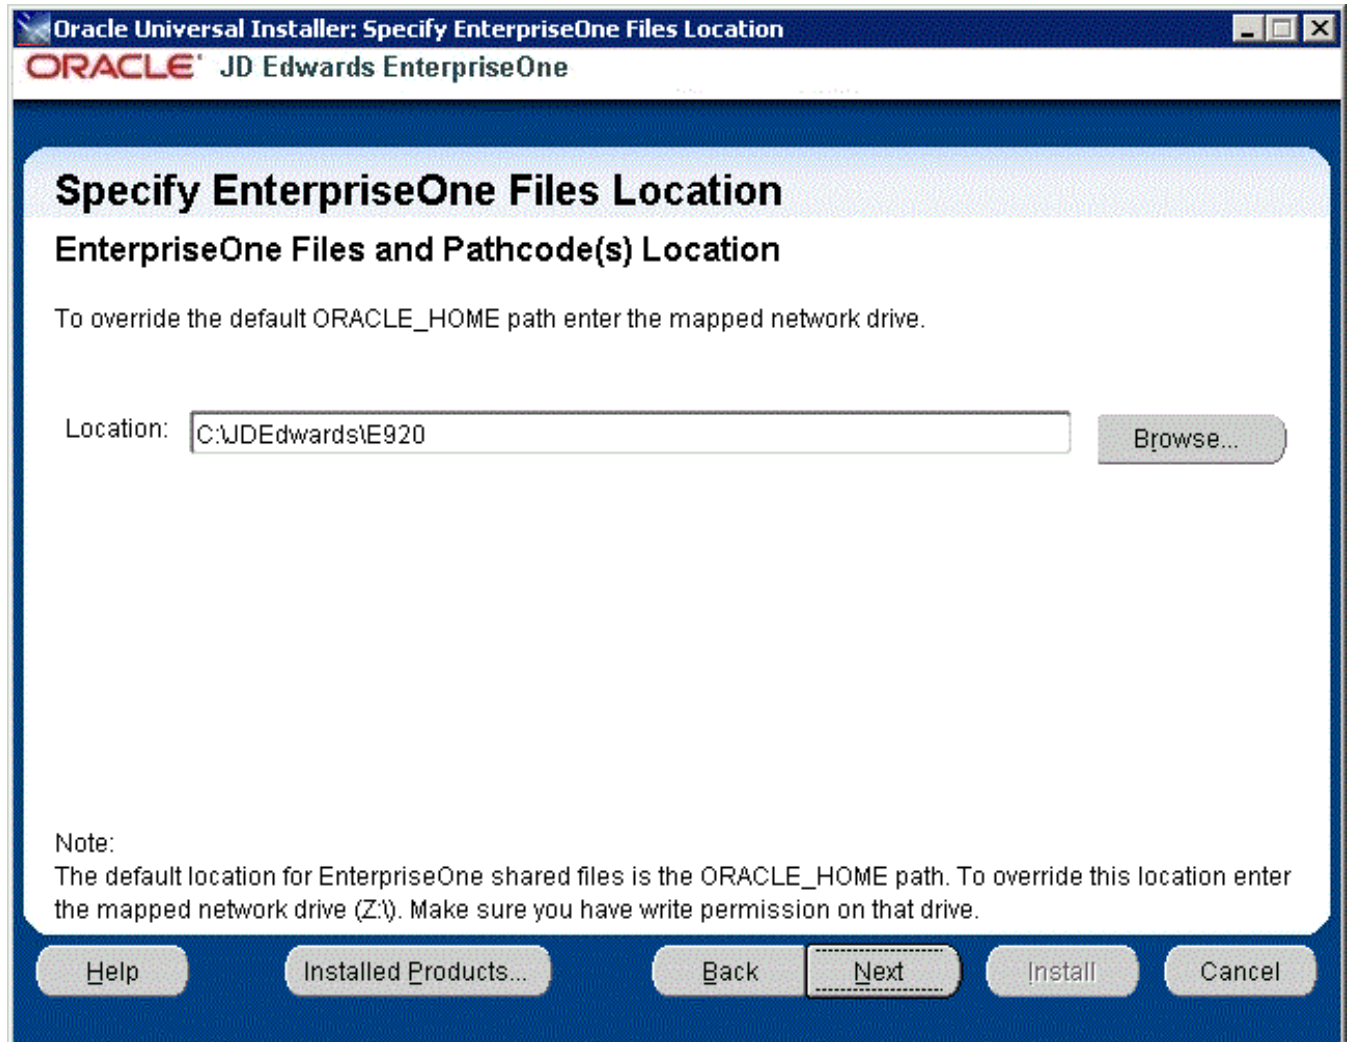 Oracle Universal Installer: Specify EnterpriseOne Files Location
ORACLE JD Edwards EnterpriseOne
Specify EnterpriseOne Files Location
EnterpriseOne Files and Pathcode(s) Location
To override the default ORACLE_HOME path enter the mapped network drive.
Location: C:\JDEdwards\E920 Browse...
Note:
The default location for EnterpriseOne shared files is the ORACLE_HOME path. To override this location enter
the mapped network drive (Z:\). Make sure you have write permission on that drive.
Help Installed Products... Back Next Install Cancel